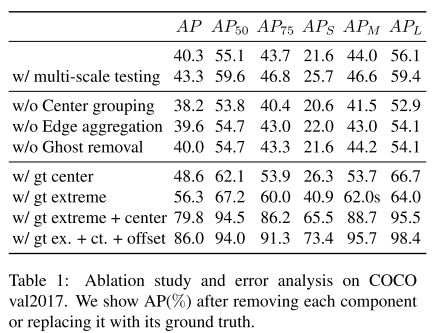 AP AP50 AP75 APS APM APL
40.3 55.1 43.7 21.6 44.0 56.1
w/ multi-scale testing 43.3 59.6 46.8 25.7 46.6 59.4
w/o Center grouping 38.2 53.8 40.4 20.6 41.5 52.9
w/o Edge aggregation 39.6 54.7 43.0 22.0 43.0 54.1
w/o Ghost removal 40.0 54.7 43.3 21.6 44.2 54.1
w/ gt center 48.6 62.1 53.9 26.3 53.7 66.7
w/ gt extreme 56.3 67.2 60.0 40.9 62.0s 64.0
w/ gt extreme + center 79.8 94.5 86.2 65.5 88.7 95.5
w/ gt ex. + ct. + offset 86.0 94.0 91.3 73.4 95.7 98.4
Table 1: Ablation study and error analysis on COCO
val2017. We show AP(%) after removing each component
or replacing it with its ground truth.